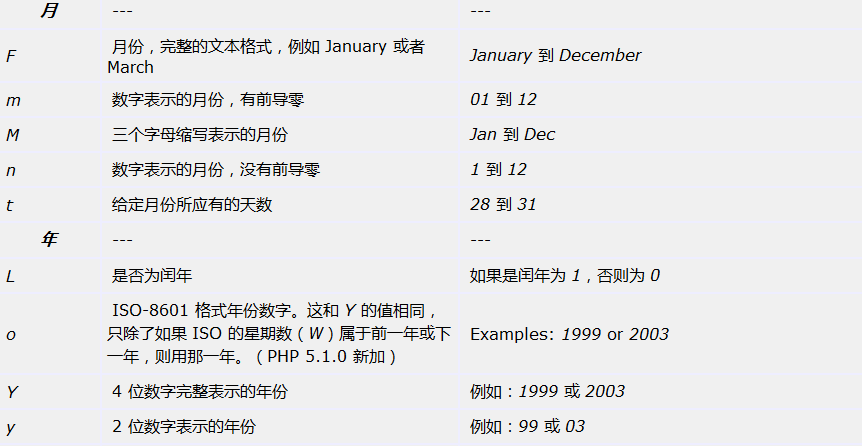 月 --- ---
F 月份，完整的文本格式，例如 January 或者 January 到 December
March
m 数字表示的月份，有前导零 01 到 12
M 三个字母缩写表示的月份 Jan 到 Dec
n 数字表示的月份，没有前导零 1 到 12
t 给定月份所应有的天数 28 到 31
年 --- ---
L 是否为闰年 如果是闰年为 1，否则为 0
ISO-8601 格式年份数字。这和 Y 的值相同，
o 只除了如果 ISO 的星期数（W）属于前一年或下 Examples: 1999 or 2003
一年，则用那一年。（PHP 5.1.0 新加）
Y 4 位数字完整表示的年份 例如：1999 或 2003
y 2 位数字表示的年份 例如：99 或 03